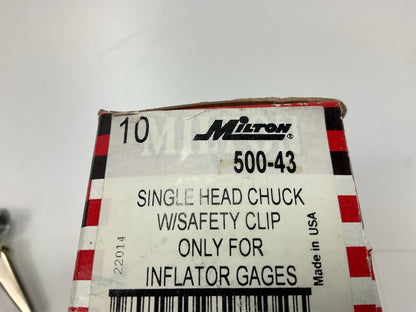 10 MILTON®
500-43
SINGLE HEAD CHUCK
W/SAFETY CLIP
ONLY FOR
INFLATOR GAGES
22014
Made in USA